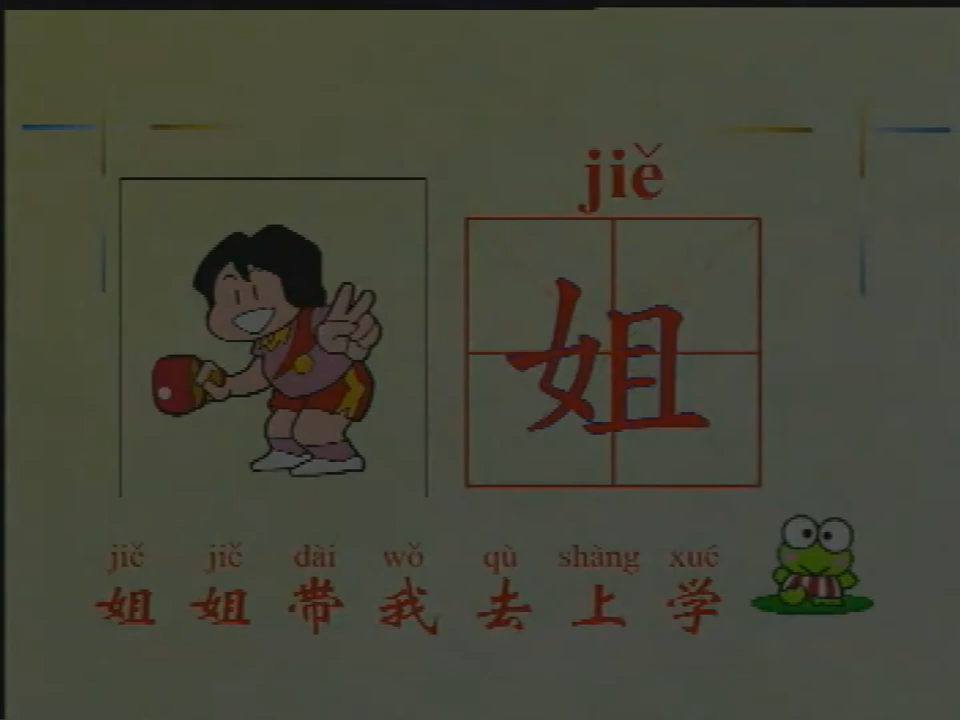 jiě
姐
jiě jiě dài wǒ qù shàng xué
姐 姐 带 我 去 上 学